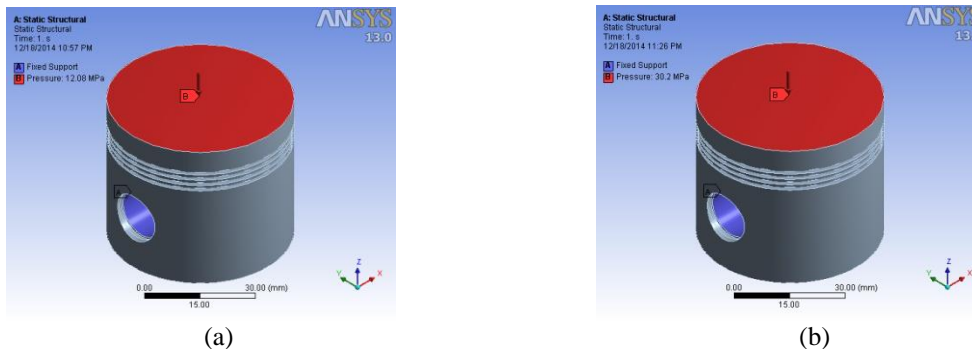 A: Static Structural
Static Structural
Time: 1. s
12/18/2014 10:57 PM
A Fixed Support
B Pressure: 12.08 MPa
ANSYS
13.0
B
A
Z
Y
X
0.00
30.00 (mm)
15.00
(a)
A: Static Structural
Static Structural
Time: 1. s
12/18/2014 11:26 PM
A Fixed Support
B Pressure: 30.2 MPa
ANSYS
13.0
B
A
Z
Y
X
0.00
30.00 (mm)
15.00
(b)